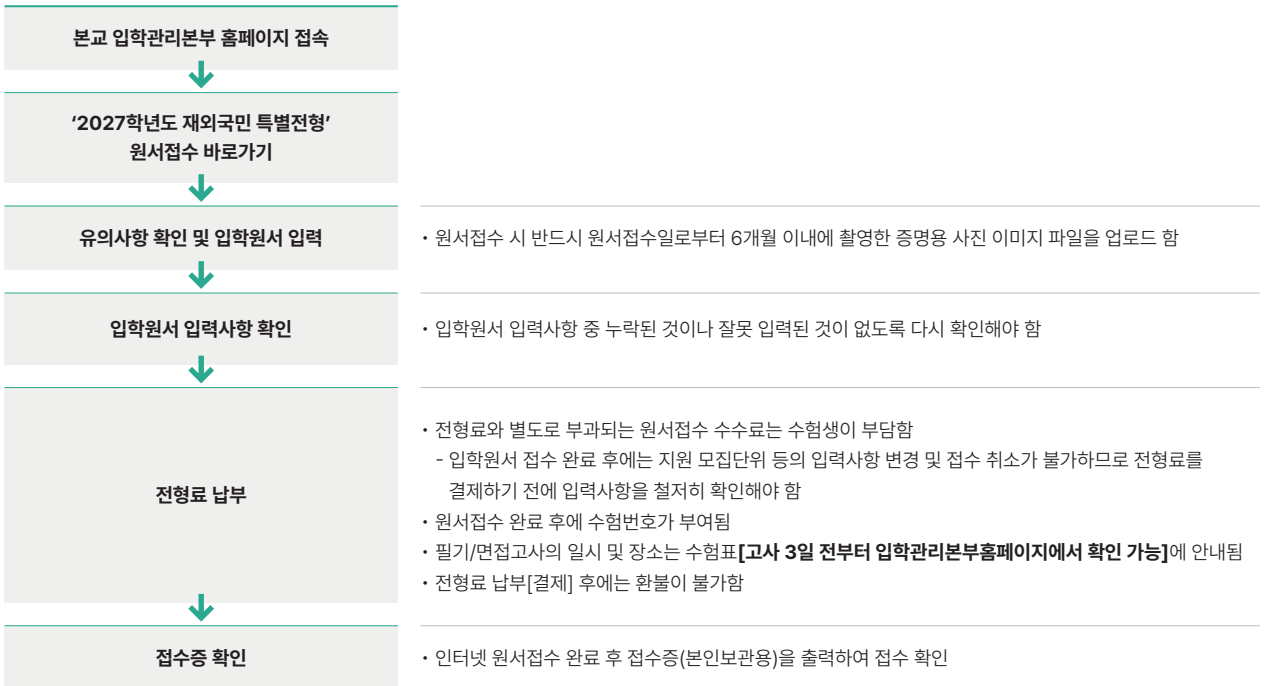 본교 입학관리본부 홈페이지 접속
‘2027학년도 재외국민 특별전형’
원서접수 바로가기
유의사항 확인 및 입학원서 입력
• 원서접수 시 반드시 원서접수일로부터 6개월 이내에 촬영한 증명용 사진 이미지 파일을 업로드 함
입학원서 입력사항 확인
• 입학원서 입력사항 중 누락된 것이나 잘못 입력된 것이 없도록 다시 확인해야 함
전형료 납부
• 전형료와 별도로 부과되는 원서접수 수수료는 수험생이 부담함
- 입학원서 접수 완료 후에는 지원 모집단위 등의 입력사항 변경 및 접수 취소가 불가하므로 전형료를
결제하기 전에 입력사항을 철저히 확인해야 함
• 원서접수 완료 후에 수험번호가 부여됨
• 필기/면접고사의 일시 및 장소는 수험표[고사 3일 전부터 입학관리본부홈페이지에서 확인 가능]에 안내됨
• 전형료 납부[결제] 후에는 환불이 불가함
접수증 확인
• 인터넷 원서접수 완료 후 접수증(본인보관용)을 출력하여 접수 확인